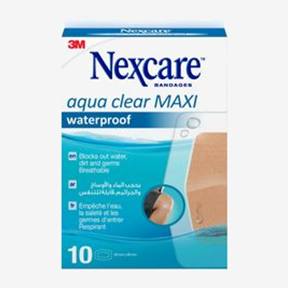 3M
Nexcare™
BANDAGES
aqua clear MAXI
waterproof
Blocks out water,
dirt and germs
Breathable
يحجب الماء والأوساخ
والجراثيم قابلة للتنفس
Empêche l'eau,
la saleté et les
germes d'entrer
Respirant
10